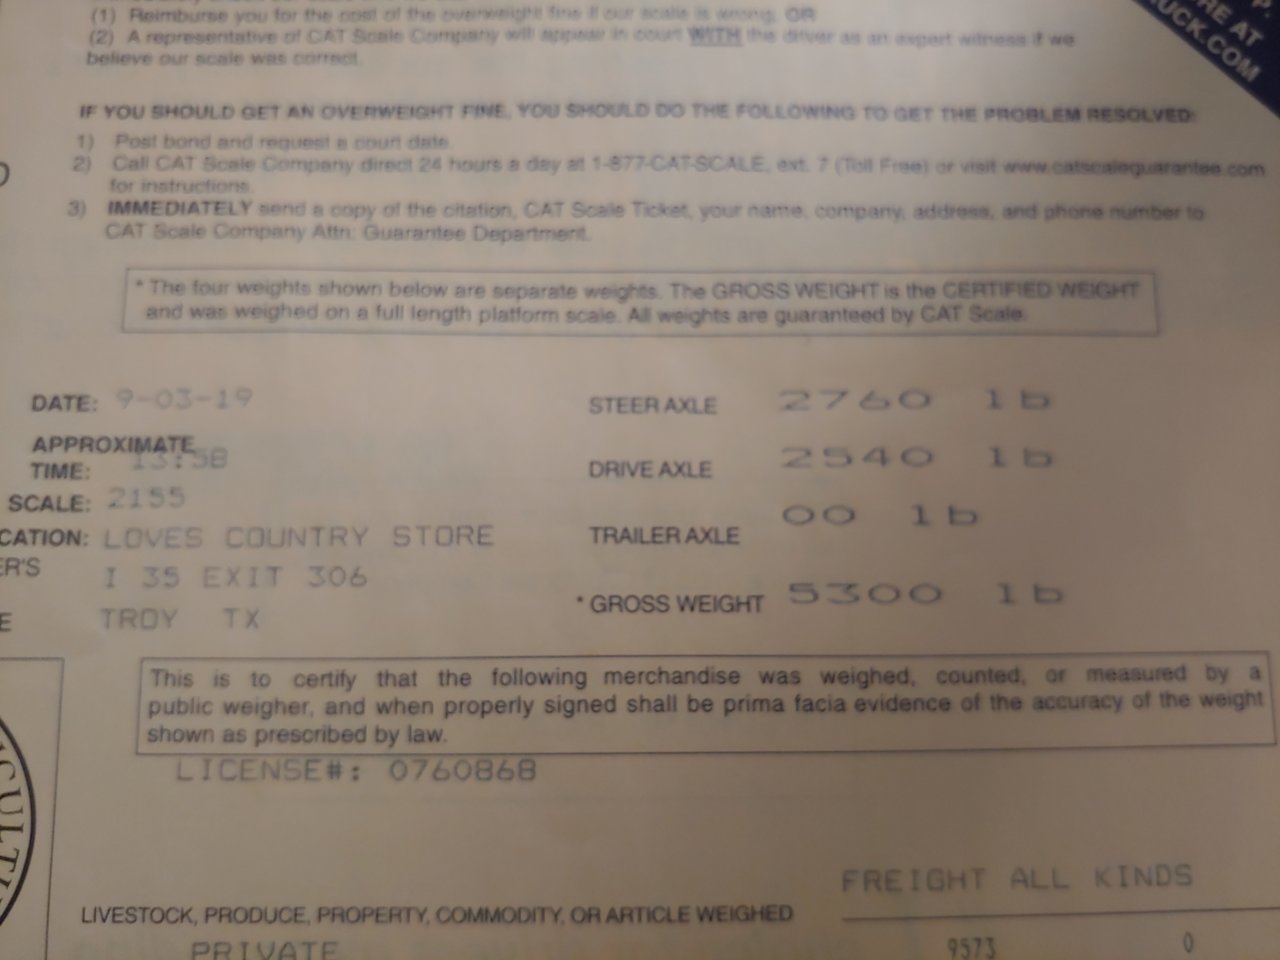 (1) Reimburse you for the cost of the overweight fine if our scale is wrong, OR
(2) A representative of CAT Scale Company will appear in court WITH the driver as an expert witness if we
believe our scale was correct.
RE AT
RUCK.COM
IF YOU SHOULD GET AN OVERWEIGHT FINE, YOU SHOULD DO THE FOLLOWING TO GET THE PROBLEM RESOLVED:
1) Post bond and request a court date.
2) Call CAT Scale Company direct 24 hours a day at 1-877-CAT-SCALE, ext. 7 (Toll Free) or visit www.catscaleguarantee.com
for instructions.
3) IMMEDIATELY send a copy of the citation, CAT Scale Ticket, your name, company, address, and phone number to
CAT Scale Company Attn: Guarantee Department.
* The four weights shown below are separate weights. The GROSS WEIGHT is the CERTIFIED WEIGHT
and was weighed on a full length platform scale. All weights are guaranteed by CAT Scale.
DATE: 9-03-19
APPROXIMATE
TIME: 13:58
SCALE: 2155
CATION: LOVES COUNTRY STORE
ER'S I 35 EXIT 306
E TROY TX
STEER AXLE 2760 lb
DRIVE AXLE 2540 lb
TRAILER AXLE 00 lb
* GROSS WEIGHT 5300 lb
This is to certify that the following merchandise was weighed, counted, or measured by a
public weigher, and when properly signed shall be prima facia evidence of the accuracy of the weight
shown as prescribed by law.
LICENSE#: 0760868
ICULTU
FREIGHT ALL KINDS
LIVESTOCK, PRODUCE, PROPERTY, COMMODITY, OR ARTICLE WEIGHED
PRIVATE 9573 0